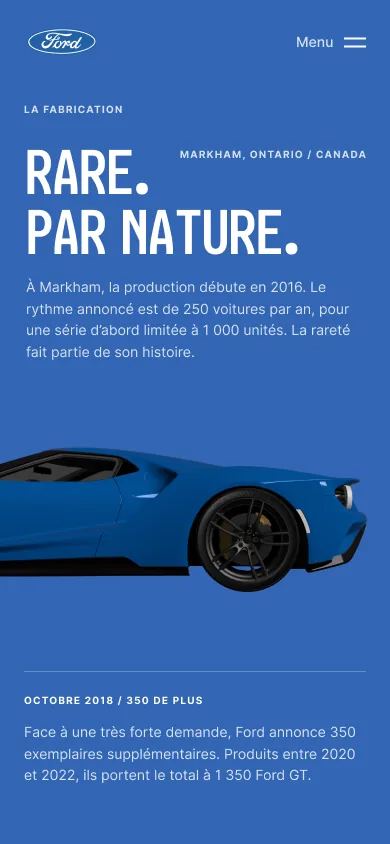 Ford
Menu
LA FABRICATION
MARKHAM, ONTARIO / CANADA
RARE.
PAR NATURE.
À Markham, la production débute en 2016. Le
rythme annoncé est de 250 voitures par an, pour
une série d’abord limitée à 1 000 unités. La rareté
fait partie de son histoire.
OCTOBRE 2018 / 350 DE PLUS
Face à une très forte demande, Ford annonce 350
exemplaires supplémentaires. Produits entre 2020
et 2022, ils portent le total à 1 350 Ford GT.